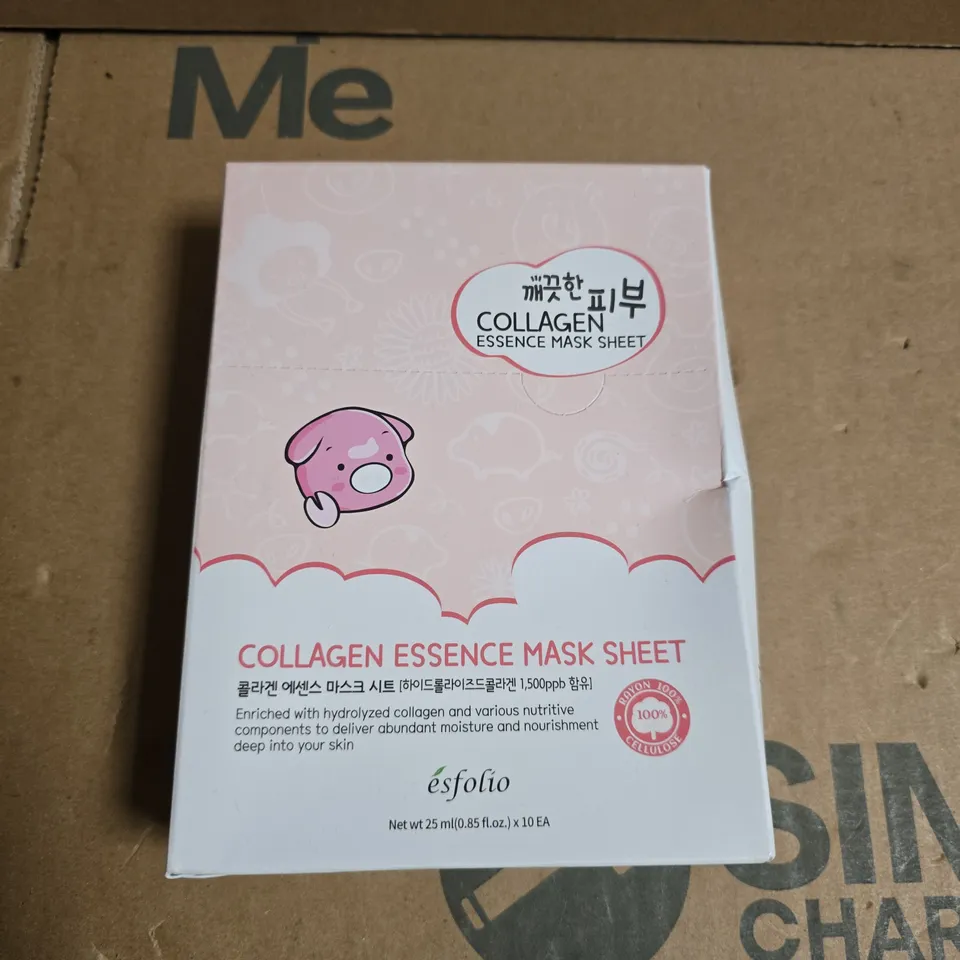 Me
깨끗한 피부
COLLAGEN
ESSENCE MASK SHEET
COLLAGEN ESSENCE MASK SHEET
콜라겐 에센스 마스크 시트 [하이드롤라이즈드콜라겐 1,500ppb 함유]
Enriched with hydrolyzed collagen and various nutritive
components to deliver abundant moisture and nourishment
deep into your skin
ROYON 100%
100%
CELLULOSE
ésfolio
Net wt 25 ml(0.85 fl.oz.) x 10 EA
SIN
CHAR